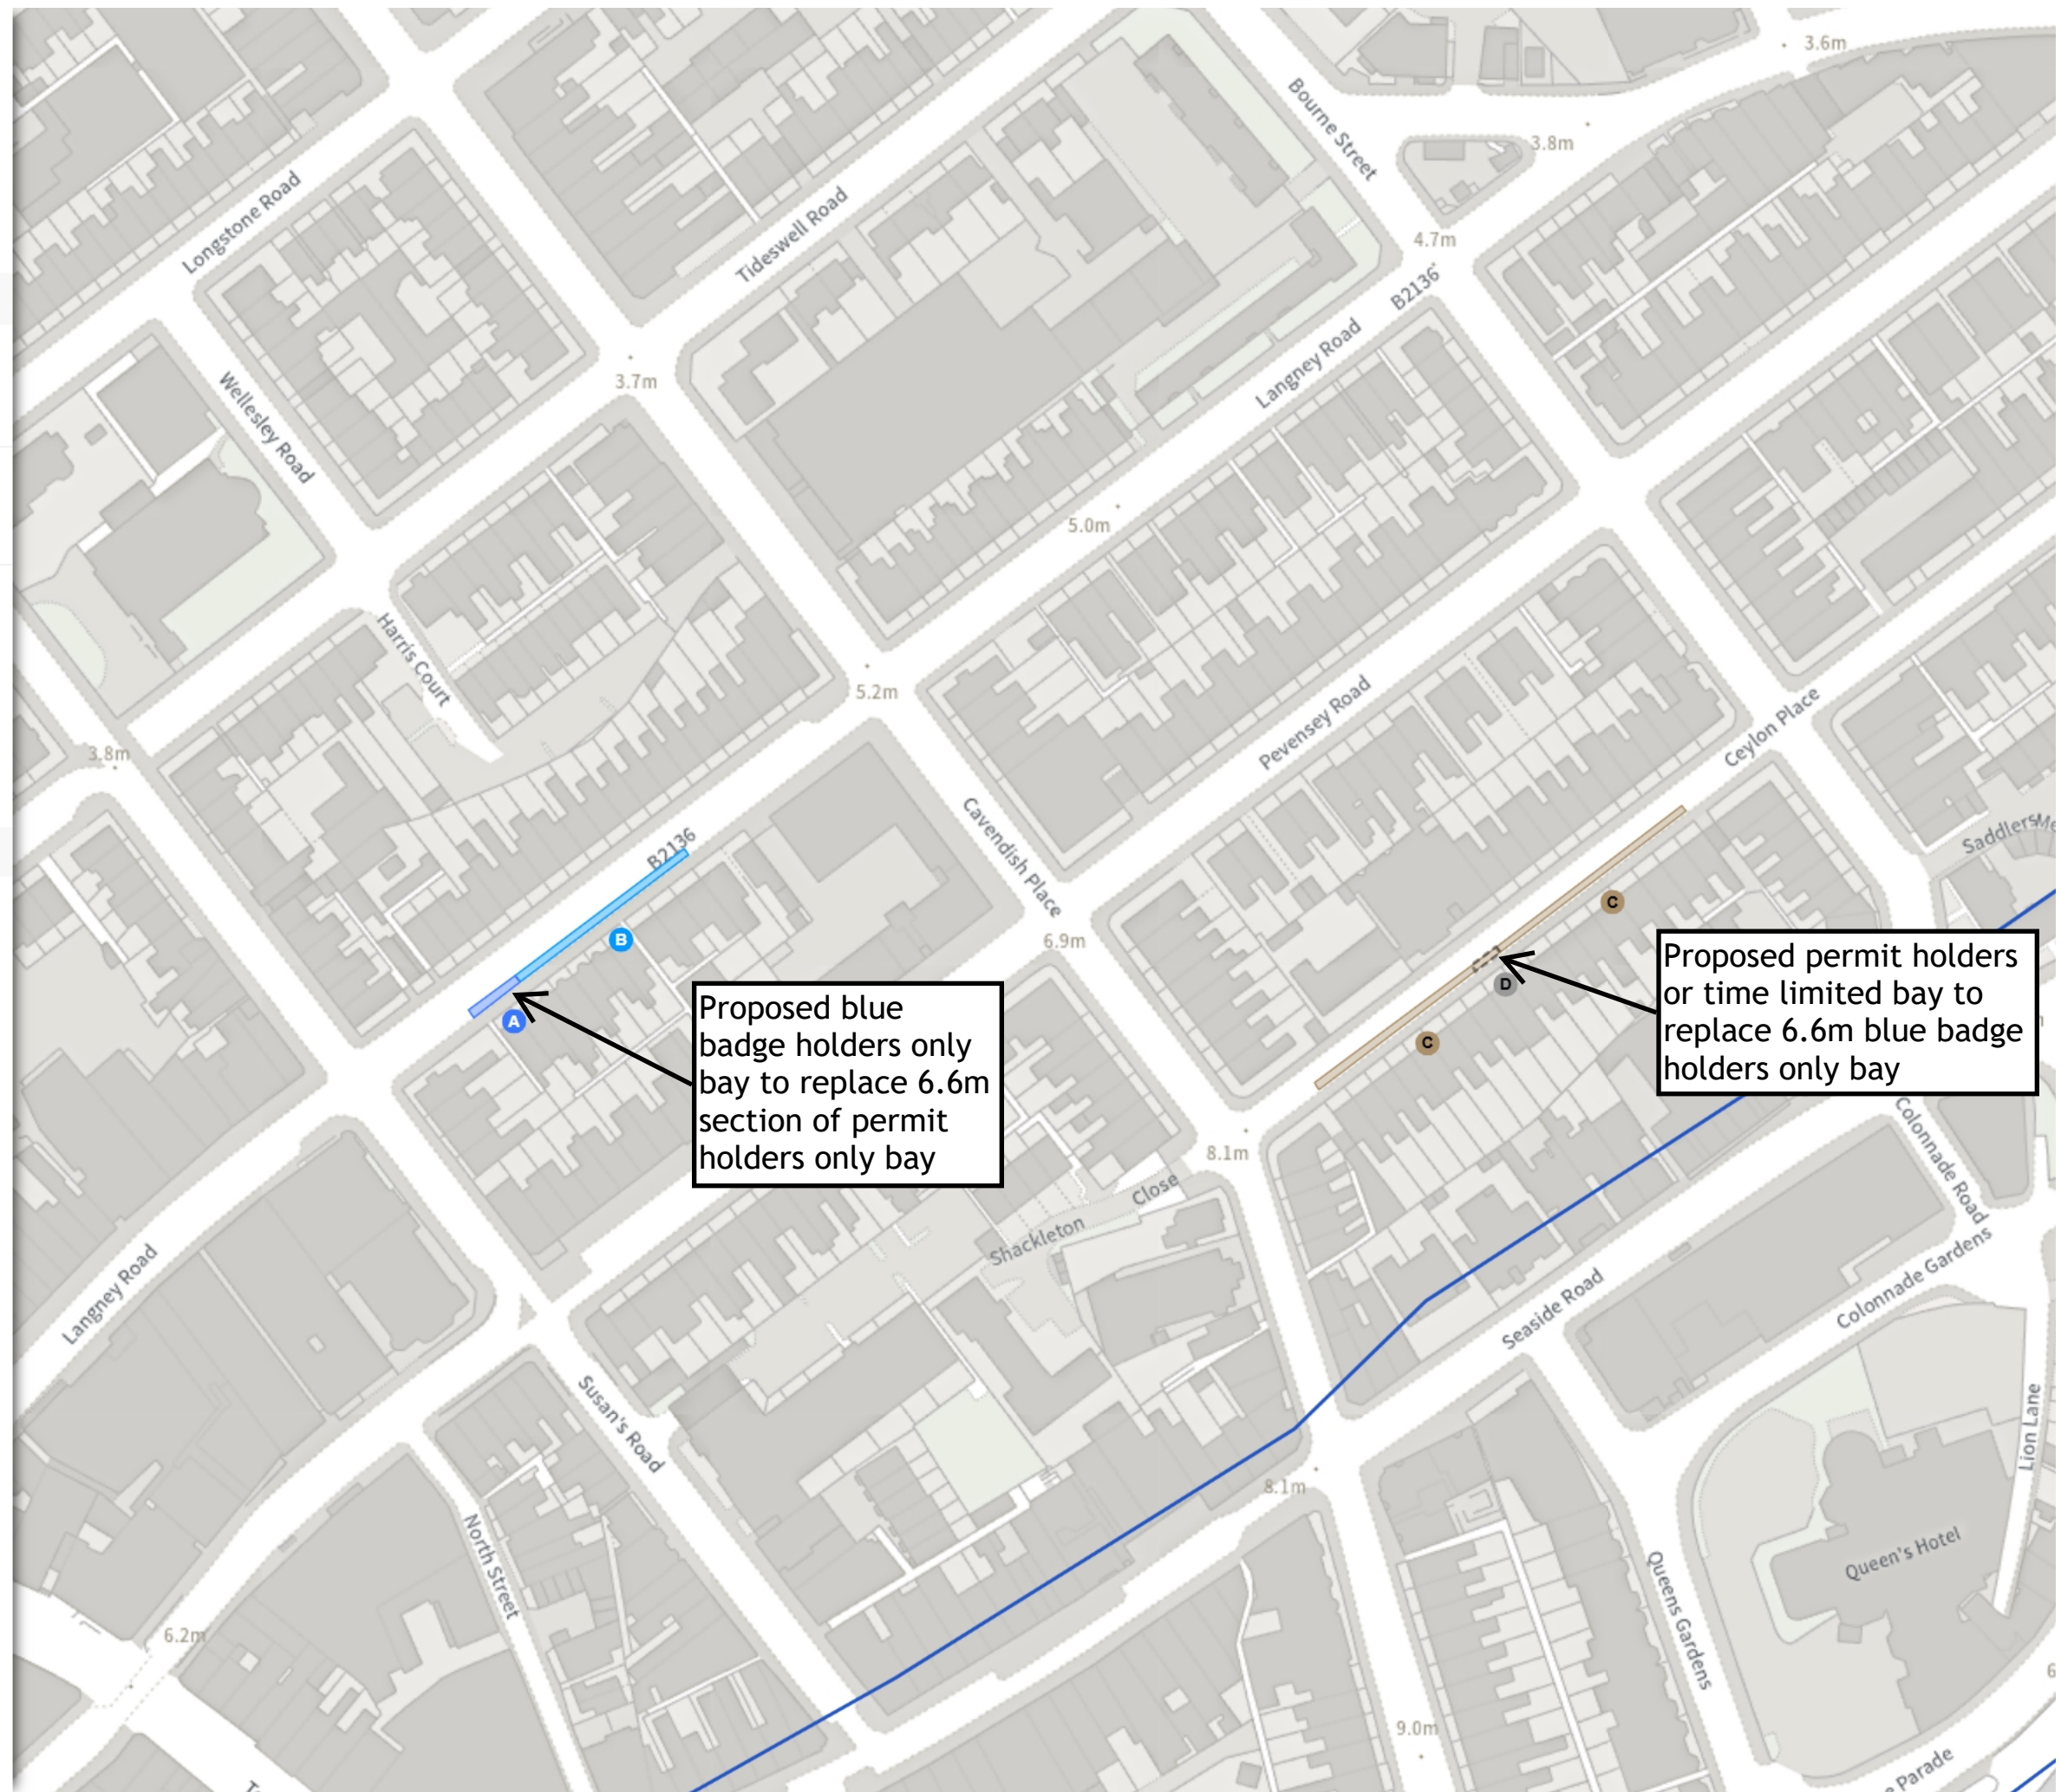 3.6m
Bourne Street
3.8m
Longstone Road
Tideswell Road
4.7m
B2136
Langney Road
3.7m
Wellesley Road
5.0m
Harris Court
5.2m
Pevensey Road
Ceylon Place
3.8m
Cavendish Place
B2136
Saddlers
C
B
6.9m
D
A
C
Proposed permit holders
or time limited bay to
replace 6.6m blue badge
holders only bay
Proposed blue
badge holders only
bay to replace 6.6m
section of permit
holders only bay
8.1m
Colonnade Road
Shackleton Close
Langney Road
Seaside Road
Colonnade Gardens
Susan's Road
Lion Lane
8.1m
North Street
Queen's Hotel
Queens Gardens
6.2m
9.0m
Parade